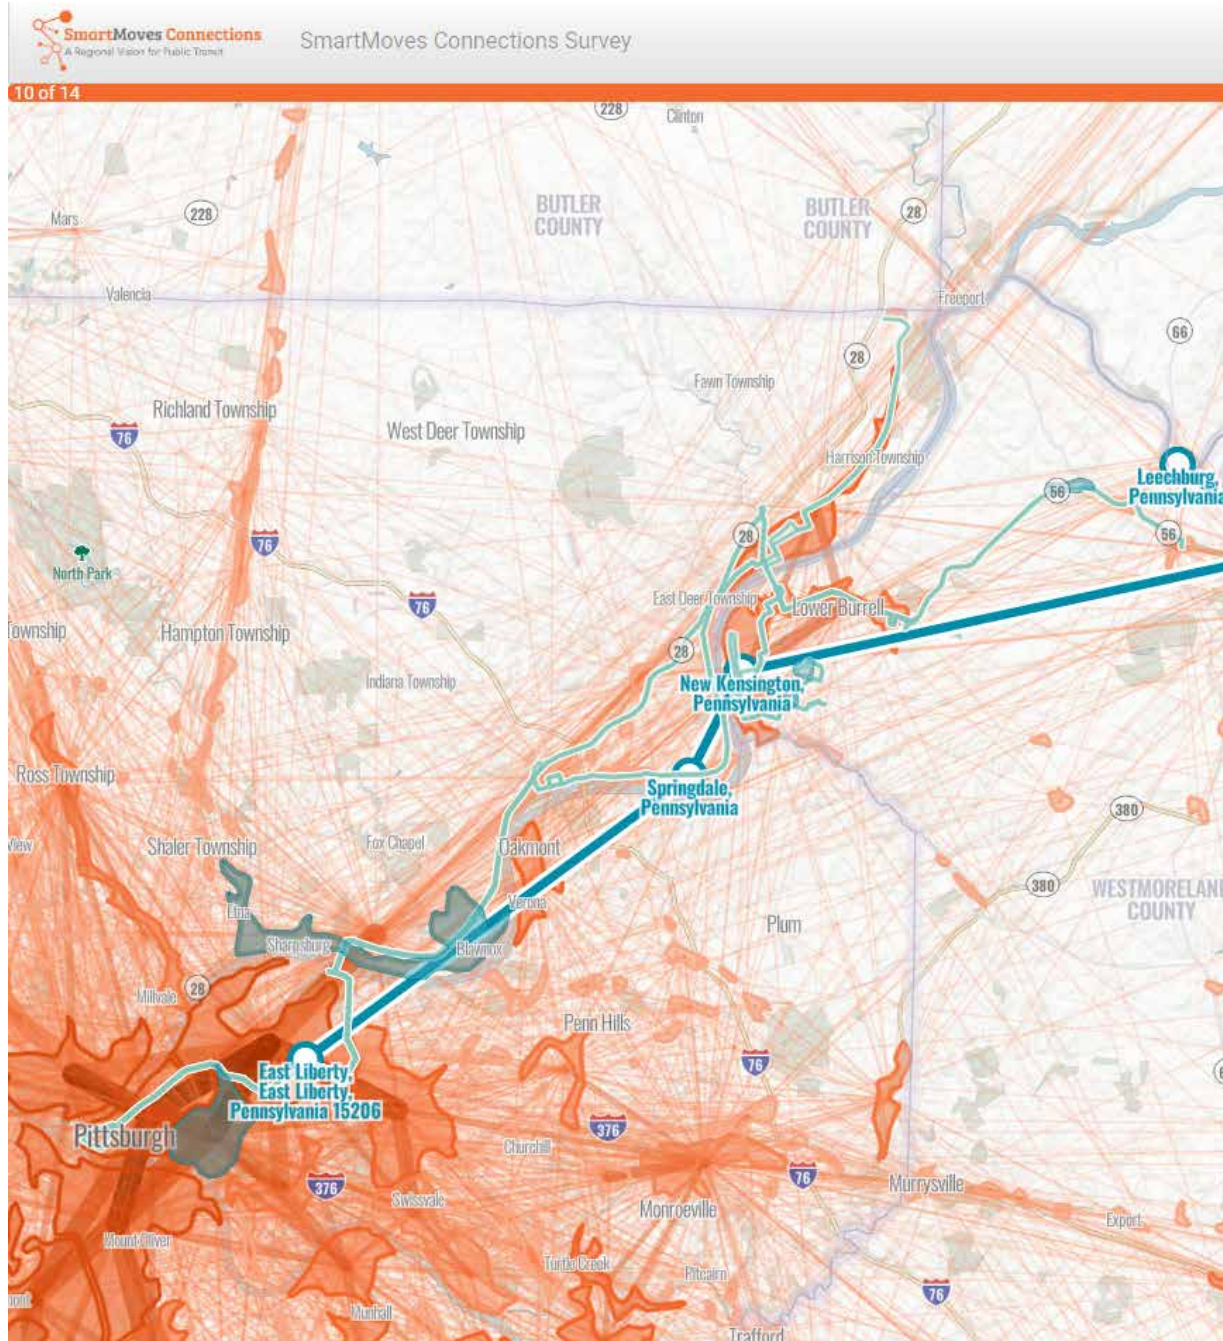 SmartMoves Connections
A Regional Vision for Public Transit
SmartMoves Connections Survey
10 of 14
228
Clinton
BUTLER
COUNTY
BUTLER
COUNTY
28
Mars
228
Valencia
Freeport
66
28
Fawn Township
Richland Township
76
West Deer Township
Harrison Township
Leechburg,
Pennsylvania
56
56
28
76
North Park
East Deer Township
Lower Burrell
76
Township
Hampton Township
28
Indiana Township
New Kensington,
Pennsylvania
Ross Township
Springdale,
Pennsylvania
380
View
Shaler Township
Fox Chapel
Oakmont
380
WESTMORELAND
COUNTY
Etna
Verona
Plum
Sharpsburg
Blawnox
28
Millvale
Penn Hills
76
East Liberty,
East Liberty,
Pennsylvania 15206
Pittsburgh
376
Churchill
376
76
Swissvale
Murrysville
Monroeville
Export
Mount Oliver
Turtle Creek
Pitcairn
76
Munhall
Trafford